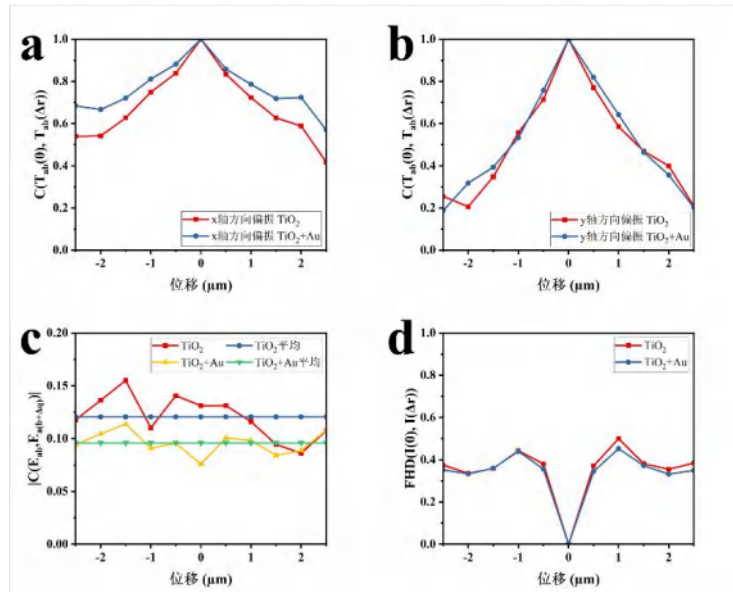 a
C(T_ab(0), T_ab(Δr))
1.0
0.8
0.6
0.4
0.2
0.0
x轴方向偏振 TiO₂
x轴方向偏振 TiO₂+Au
-2 -1 0 1 2
位移 (μm)
b
C(T_ab(0), T_ab(Δr))
1.0
0.8
0.6
0.4
0.2
0.0
y轴方向偏振 TiO₂
y轴方向偏振 TiO₂+Au
-2 -1 0 1 2
位移 (μm)
c
|C(E_ab,E_a(b+Δq))|
0.20
0.15
0.10
0.05
0.00
TiO₂ TiO₂平均
TiO₂+Au TiO₂+Au平均
-2 -1 0 1 2
位移 (μm)
d
FHD(I(0), I(Δr))
1.0
0.8
0.6
0.4
0.2
0.0
TiO₂
TiO₂+Au
-2 -1 0 1 2
位移 (μm)